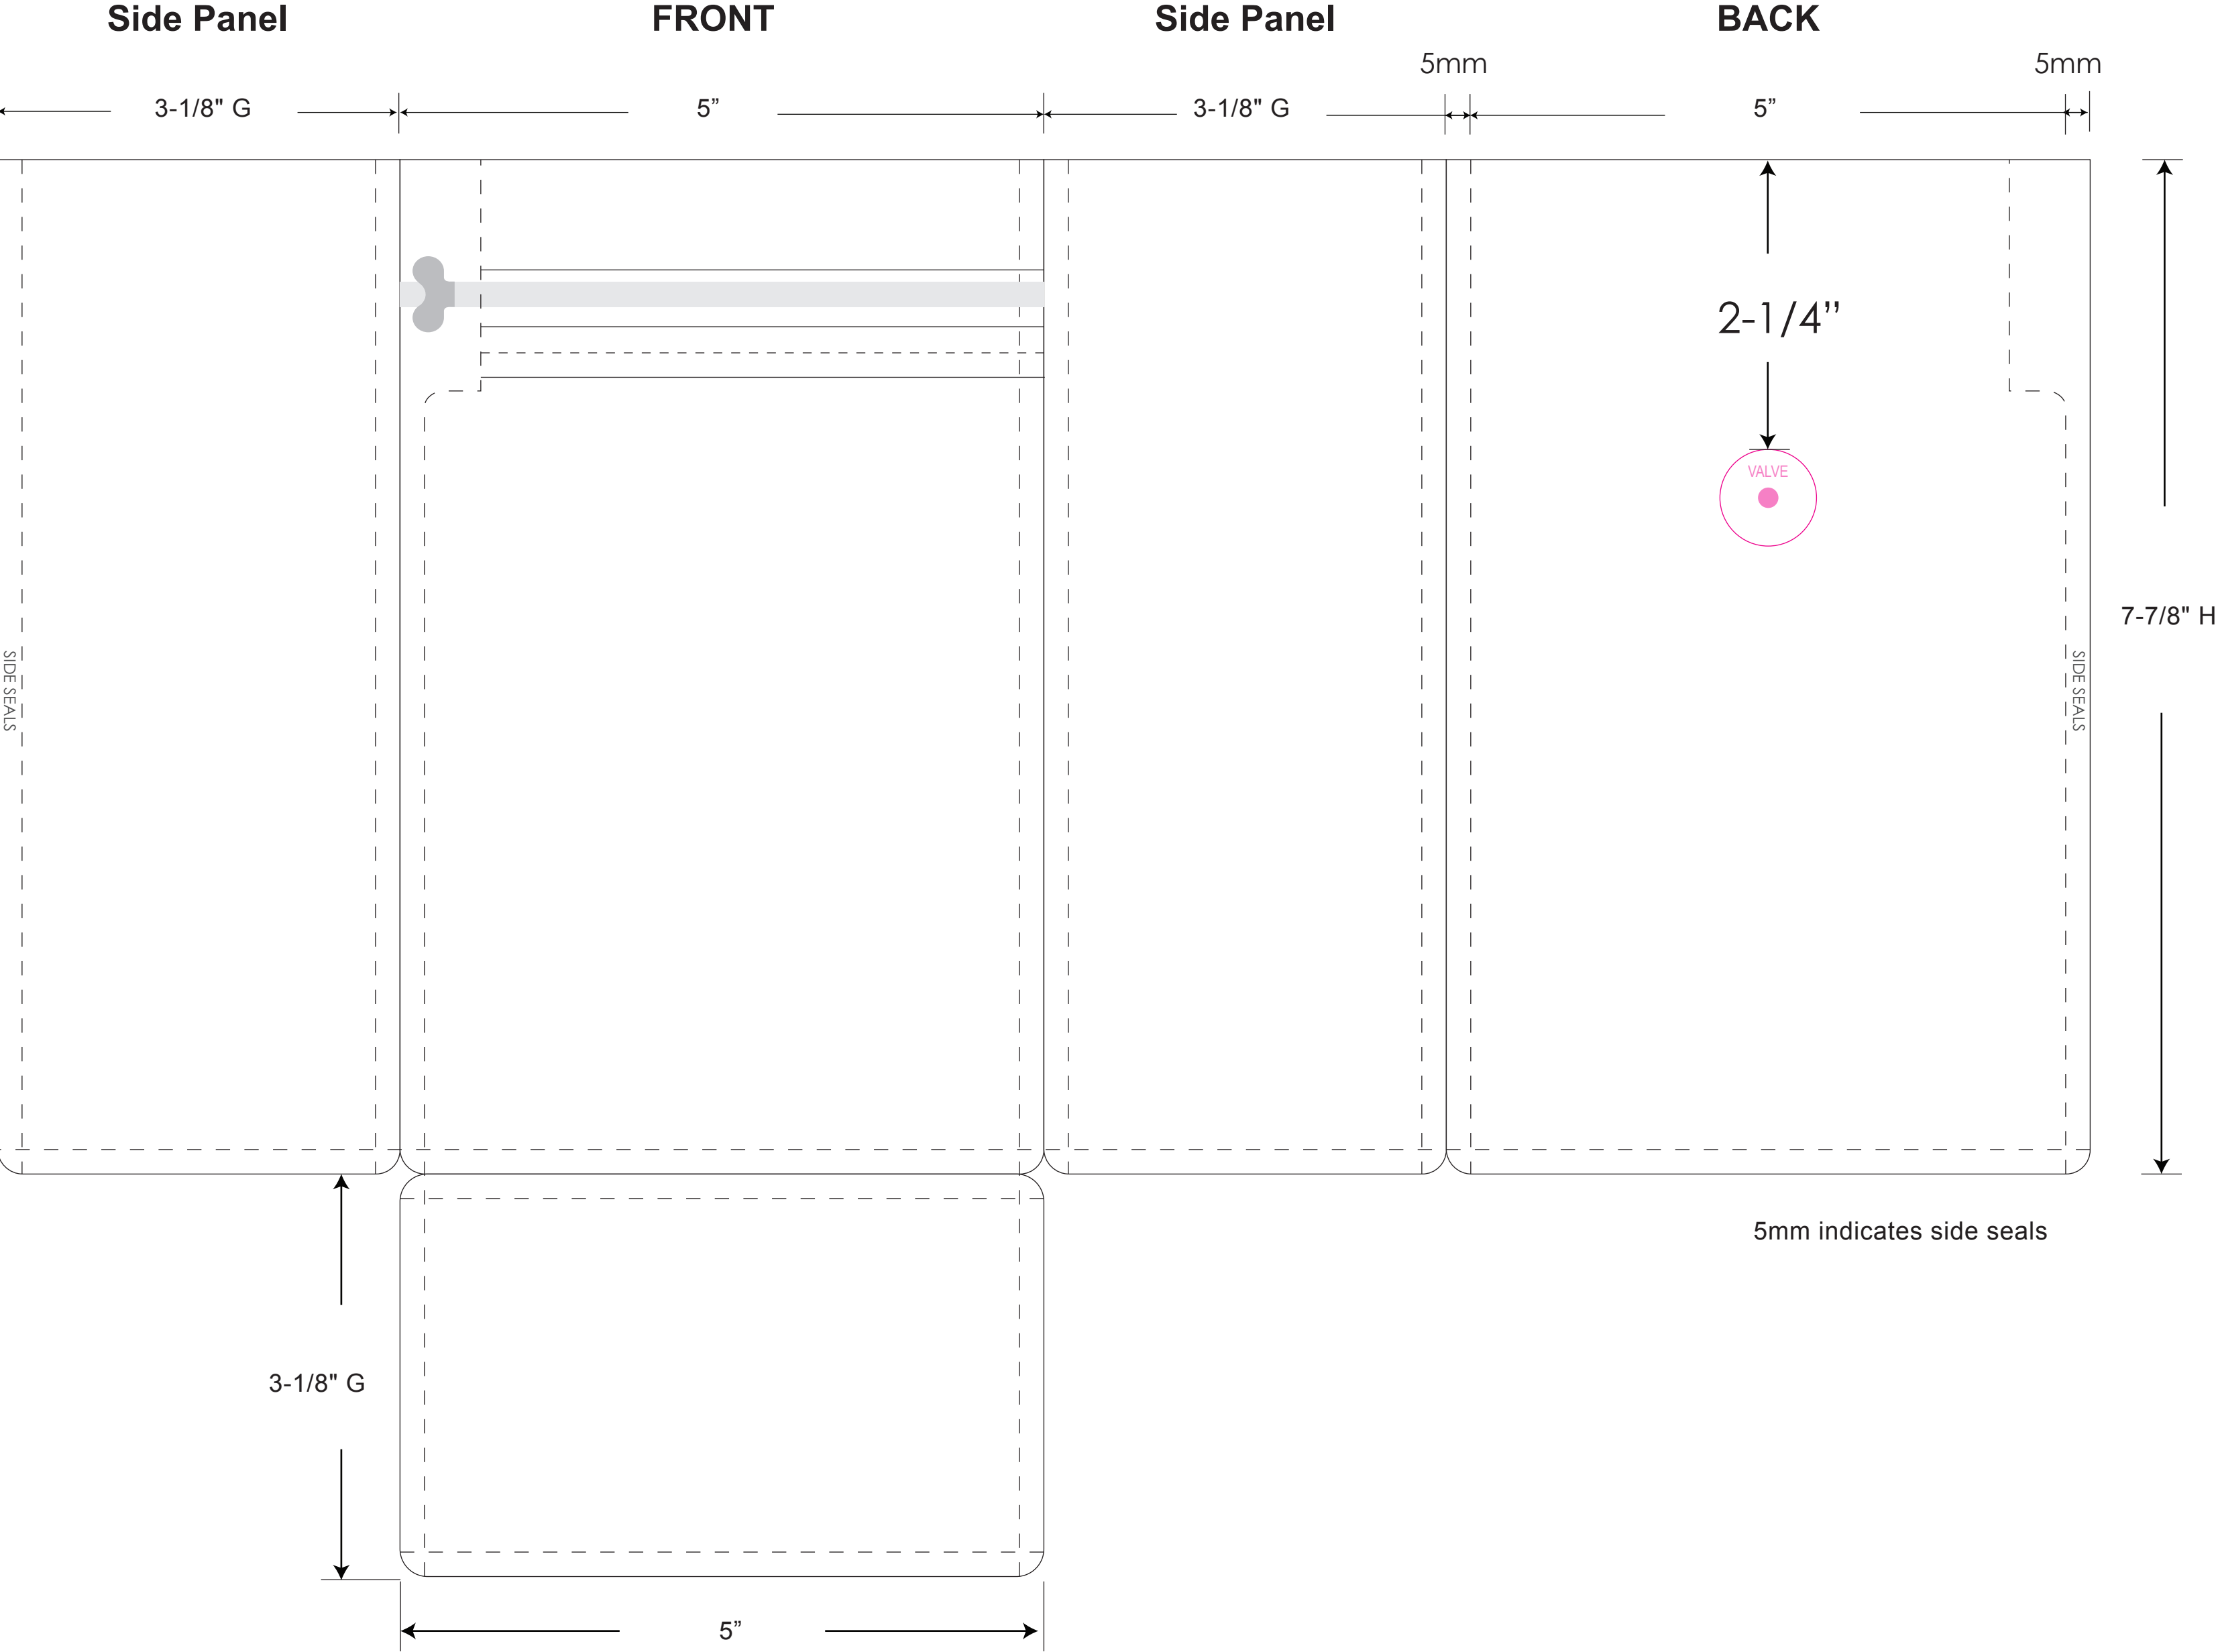 Side Panel
FRONT
Side Panel
BACK
5mm
5mm
3-1/8" G
5”
3-1/8" G
5”
2-1/4”
VALVE
7-7/8" H
SIDE SEALS
SIDE SEALS
5mm indicates side seals
3-1/8" G
5”